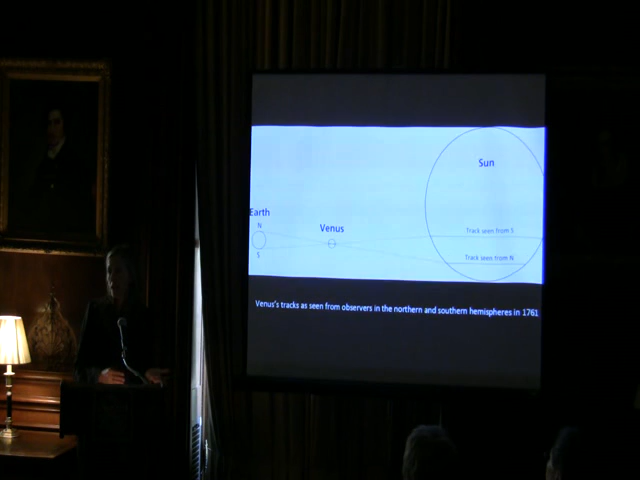 Sun
Earth
N
Venus
S
Track seen from S
Track seen from N
Venus's tracks as seen from observers in the northern and southern hemispheres in 1761